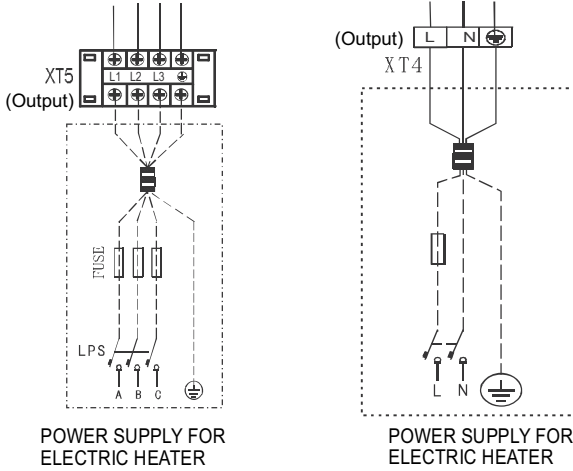 XT5
(Output)
L1 L2 L3
FUSE
LPS
A B C
POWER SUPPLY FOR
ELECTRIC HEATER
(Output)
L N
XT4
L N
POWER SUPPLY FOR
ELECTRIC HEATER